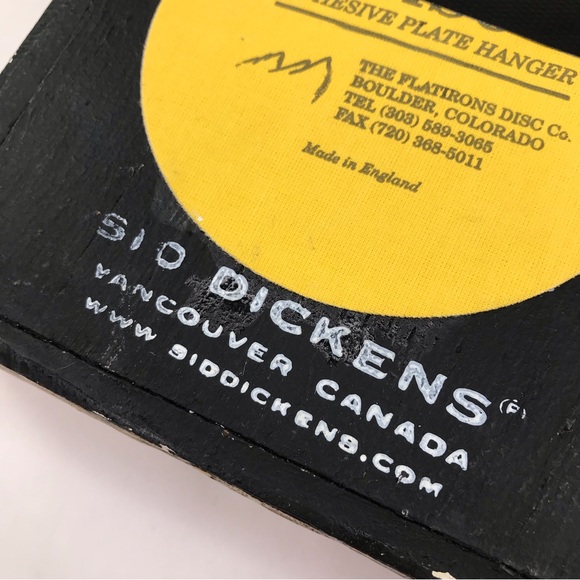 HESIVE PLATE HANGER
THE FLATIRONS DISC Co.
BOULDER, COLORADO
TEL (303) 589-3065
FAX (720) 368-5011
Made in England
SID DICKENS®
VANCOUVER CANADA
WWW SIDDICKENS.COM